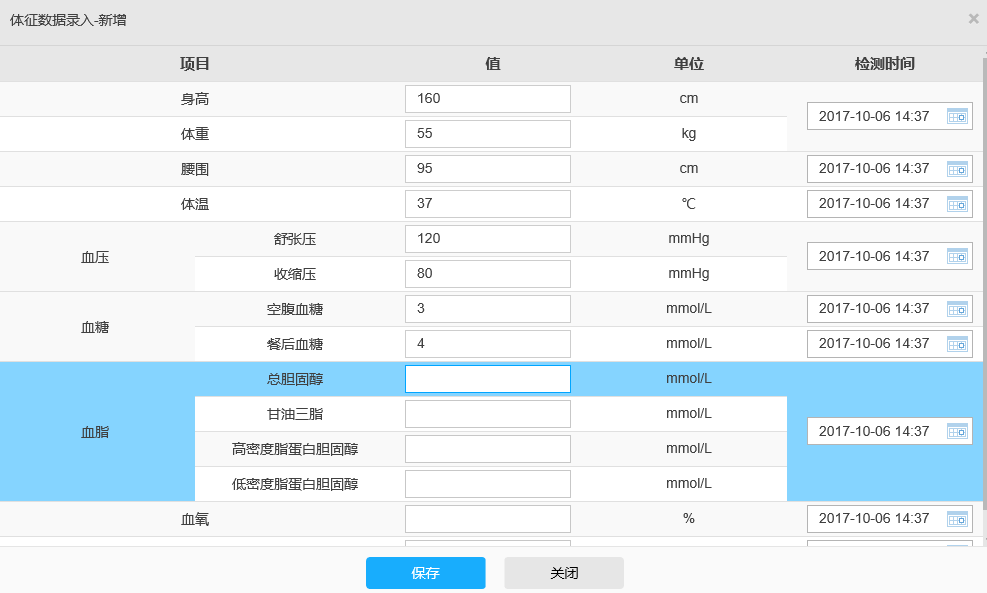 体征数据录入-新增
×
项目 值 单位 检测时间
身高 160 cm 2017-10-06 14:37
体重 55 kg
腰围 95 cm 2017-10-06 14:37
体温 37 ℃ 2017-10-06 14:37
血压 舒张压 120 mmHg 2017-10-06 14:37
收缩压 80 mmHg
血糖 空腹血糖 3 mmol/L 2017-10-06 14:37
餐后血糖 4 mmol/L 2017-10-06 14:37
血脂 总胆固醇 mmol/L 2017-10-06 14:37
甘油三脂 mmol/L
高密度脂蛋白胆固醇 mmol/L
低密度脂蛋白胆固醇 mmol/L
血氧 % 2017-10-06 14:37
保存 关闭